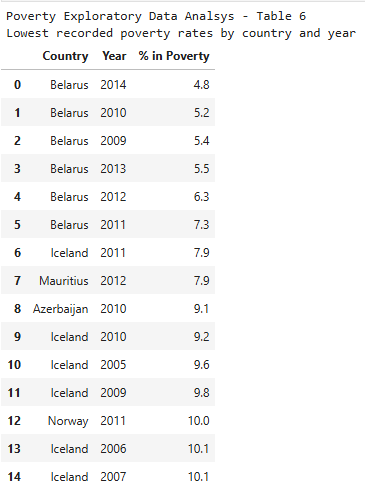 Poverty Exploratory Data Analsys - Table 6
Lowest recorded poverty rates by country and year
Country Year % in Poverty
0 Belarus 2014 4.8
1 Belarus 2010 5.2
2 Belarus 2009 5.4
3 Belarus 2013 5.5
4 Belarus 2012 6.3
5 Belarus 2011 7.3
6 Iceland 2011 7.9
7 Mauritius 2012 7.9
8 Azerbaijan 2010 9.1
9 Iceland 2010 9.2
10 Iceland 2005 9.6
11 Iceland 2009 9.8
12 Norway 2011 10.0
13 Iceland 2006 10.1
14 Iceland 2007 10.1